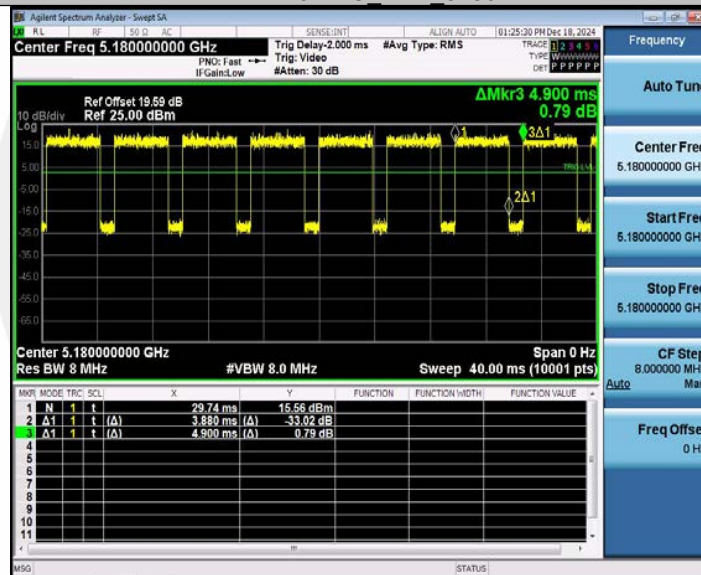 Agilent Spectrum Analyzer - Swept SA
RL RF 50 Ω AC SENSE:INT ALIGN AUTO 01:25:30 PM Dec 18, 2024
Center Freq 5.180000000 GHz
PNO: Fast
IFGain:Low
Trig Delay-2.000 ms
Trig: Video
#Atten: 30 dB
#Avg Type: RMS
TRACE 1 2 3 4 5 6
TYPE W
DET P P P P P P
Ref Offset 19.59 dB
10 dB/div Ref 25.00 dBm
Log
ΔMkr3 4.900 ms
0.79 dB
15.0
5.00
-5.00
-15.0
-25.0
-35.0
-45.0
-55.0
-65.0
1
3Δ1
TRIG LVL
2Δ1
Center 5.180000000 GHz Span 0 Hz
Res BW 8 MHz #VBW 8.0 MHz Sweep 40.00 ms (10001 pts)
MKR MODE TRC SCL X Y FUNCTION FUNCTION WIDTH FUNCTION VALUE
1 N 1 t 29.74 ms 15.56 dBm
2 Δ1 1 t (Δ) 3.880 ms (Δ) -33.02 dB
3 Δ1 1 t (Δ) 4.900 ms (Δ) 0.79 dB
4
5
6
7
8
9
10
11
MSG STATUS
Frequency
Auto Tun
Center Fre
5.180000000 GH
Start Fre
5.180000000 GH
Stop Fre
5.180000000 GH
CF Step
8.000000 MH
Auto Ma
Freq Offse
0 H